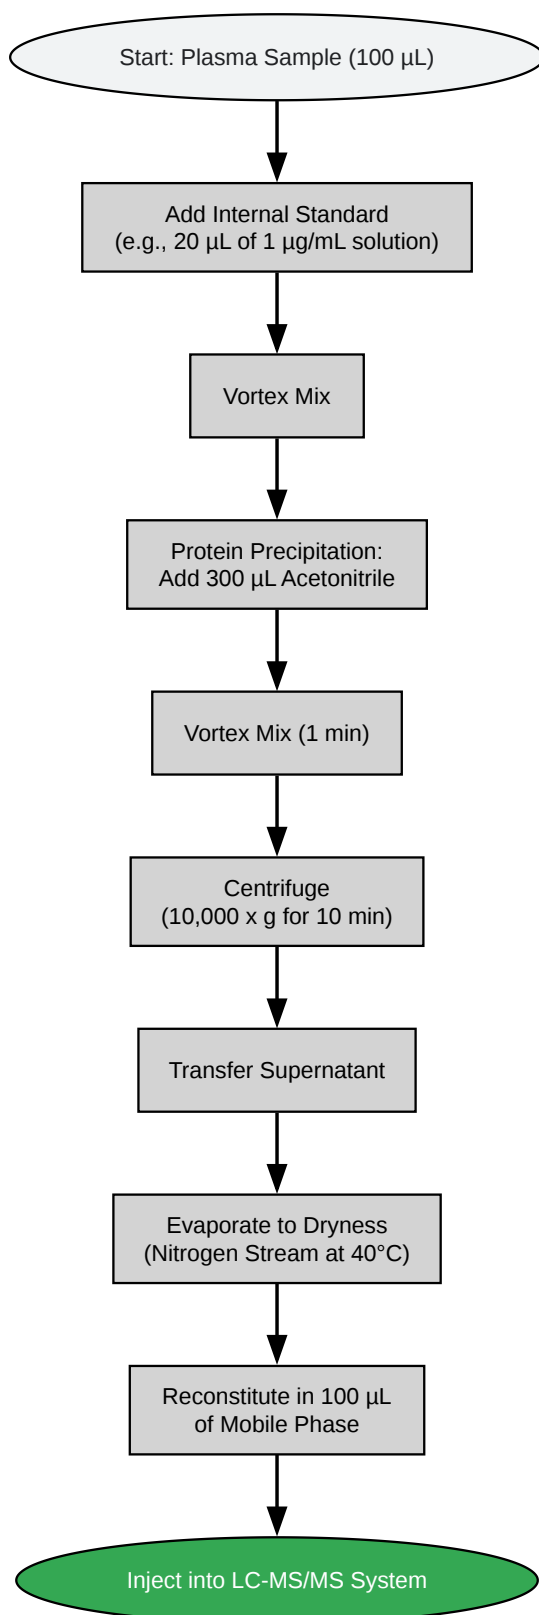 Start: Plasma Sample (100 µL)
Add Internal Standard
(e.g., 20 µL of 1 µg/mL solution)
Vortex Mix
Protein Precipitation:
Add 300 µL Acetonitrile
Vortex Mix (1 min)
Centrifuge
(10,000 x g for 10 min)
Transfer Supernatant
Evaporate to Dryness
(Nitrogen Stream at 40°C)
Reconstitute in 100 µL
of Mobile Phase
Inject into LC-MS/MS System